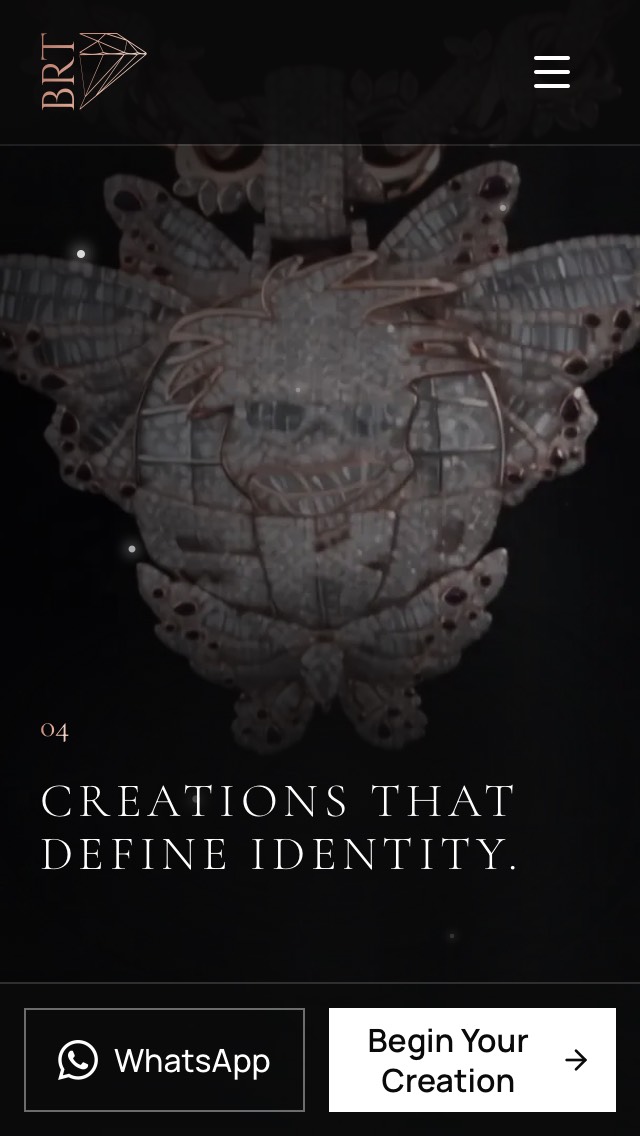 BRT
04
CREATIONS THAT
DEFINE IDENTITY.
WhatsApp
Begin Your
Creation